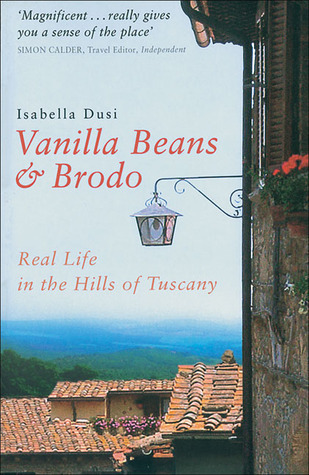 ‘Magnificent . . . really gives
you a sense of the place’
SIMON CALDER, Travel Editor, Independent
Isabella Dusi
Vanilla Beans
& Brodo
Real Life
in the Hills of Tuscany